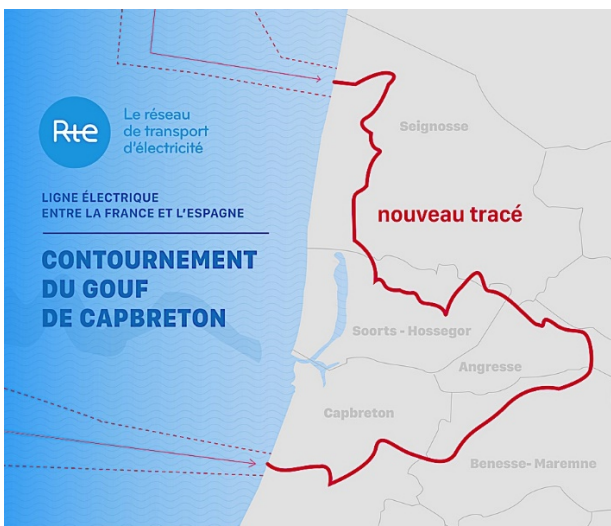 Rte
Le réseau
de transport
d'électricité
LIGNE ÉLECTRIQUE
ENTRE LA FRANCE ET L'ESPAGNE
CONTOURNEMENT
DU GOUF
DE CAPBRETON
Seignosse
nouveau tracé
Soorts - Hossegor
Angresse
Capbreton
Benesse- Maremne